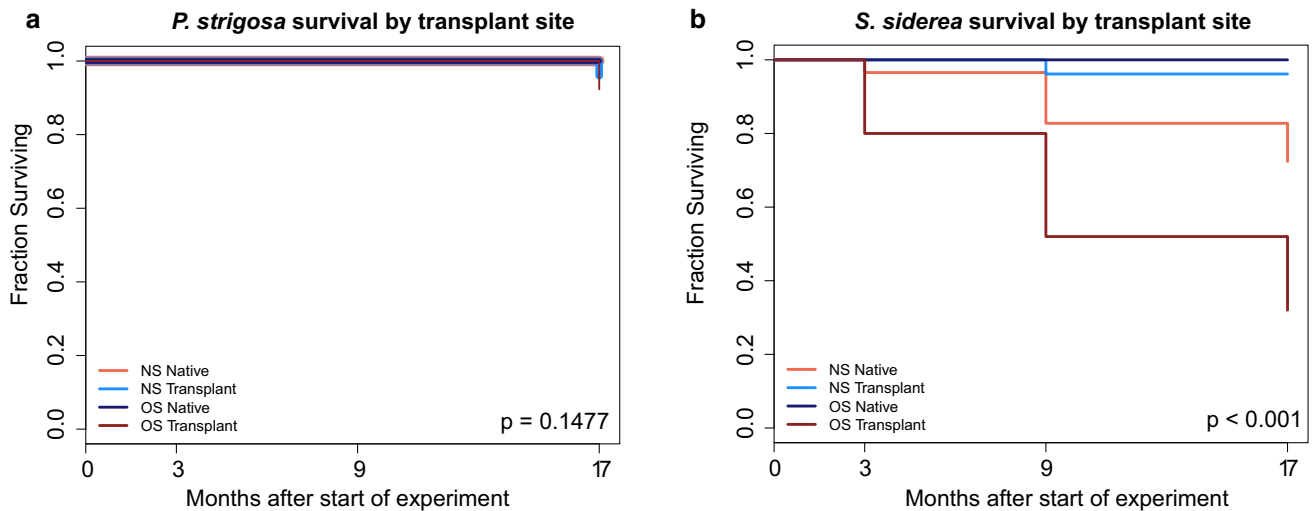 a
P. strigosa survival by transplant site
Fraction Surviving
1.0
0.8
0.6
0.4
0.2
0.0
NS Native
NS Transplant
OS Native
OS Transplant
p = 0.1477
0 3 9 17
Months after start of experiment
b
S. siderea survival by transplant site
Fraction Surviving
1.0
0.8
0.6
0.4
0.2
0.0
NS Native
NS Transplant
OS Native
OS Transplant
p < 0.001
0 3 9 17
Months after start of experiment